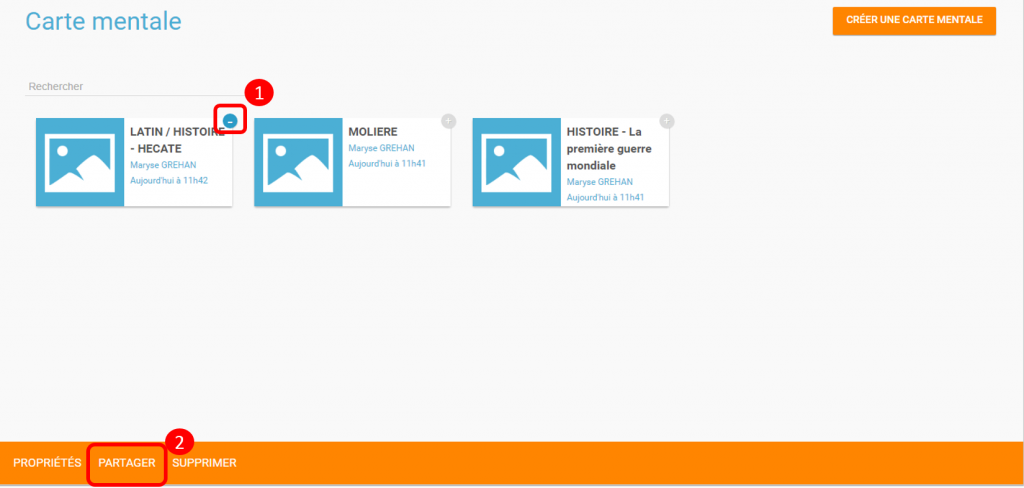 Carte mentale
CRÉER UNE CARTE MENTALE
Rechercher
1
-
LATIN / HISTOIRE
- HECATE
Maryse GREHAN
Aujourd'hui à 11h42
+
MOLIERE
Maryse GREHAN
Aujourd'hui à 11h41
+
HISTOIRE - La
première guerre
mondiale
Maryse GREHAN
Aujourd'hui à 11h41
2
PROPRIÉTÉS PARTAGER SUPPRIMER